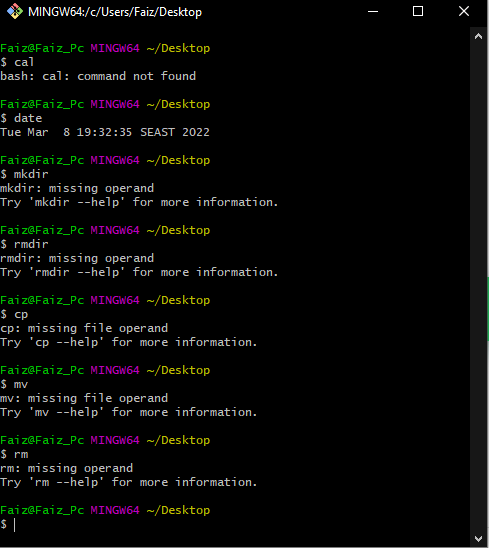 MINGW64:/c/Users/Faiz/Desktop
Faiz@Faiz_Pc MINGW64 ~/Desktop
$ cal
bash: cal: command not found
Faiz@Faiz_Pc MINGW64 ~/Desktop
$ date
Tue Mar  8 19:32:35 SEAST 2022
Faiz@Faiz_Pc MINGW64 ~/Desktop
$ mkdir
mkdir: missing operand
Try 'mkdir --help' for more information.
Faiz@Faiz_Pc MINGW64 ~/Desktop
$ rmdir
rmdir: missing operand
Try 'rmdir --help' for more information.
Faiz@Faiz_Pc MINGW64 ~/Desktop
$ cp
cp: missing file operand
Try 'cp --help' for more information.
Faiz@Faiz_Pc MINGW64 ~/Desktop
$ mv
mv: missing file operand
Try 'mv --help' for more information.
Faiz@Faiz_Pc MINGW64 ~/Desktop
$ rm
rm: missing operand
Try 'rm --help' for more information.
Faiz@Faiz_Pc MINGW64 ~/Desktop
$